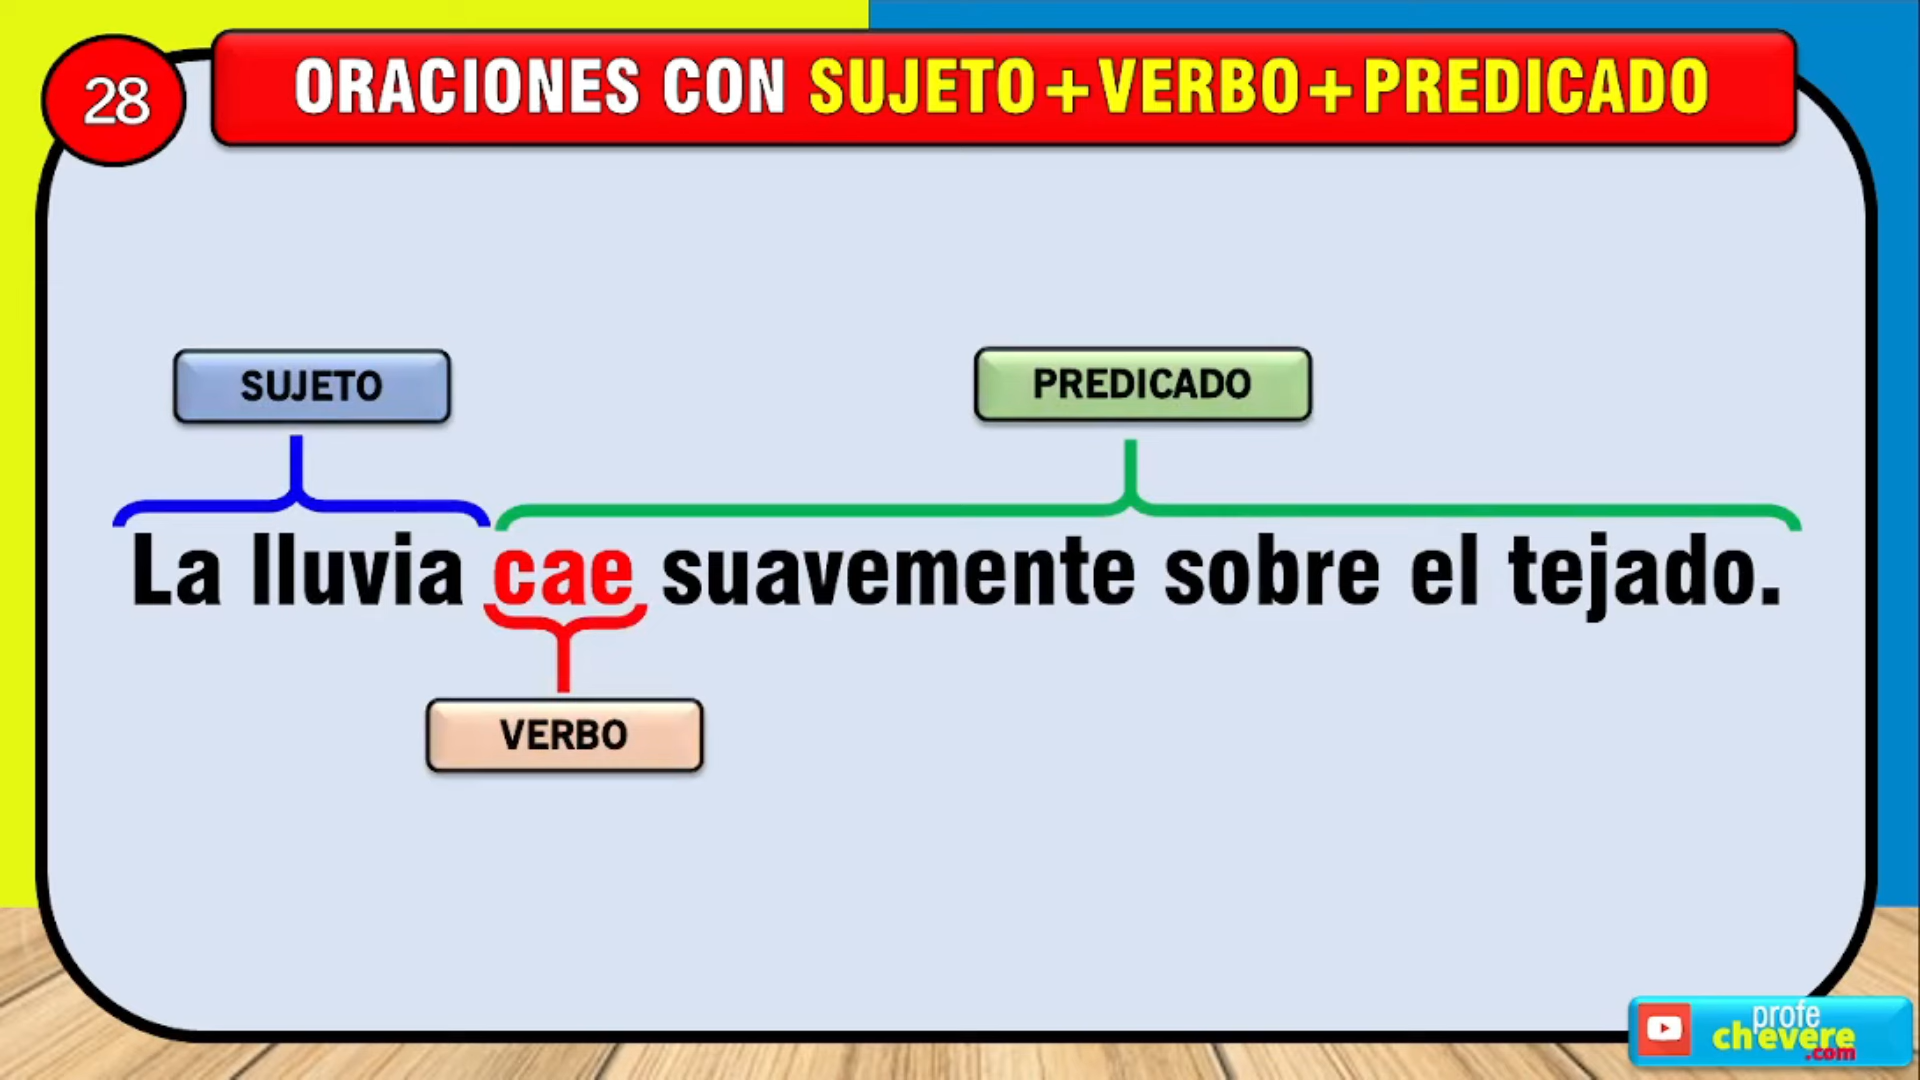 28
ORACIONES CON SUJETO+VERBO+PREDICADO
SUJETO
PREDICADO
La lluvia cae suavemente sobre el tejado.
VERBO
profe
chevere
.com